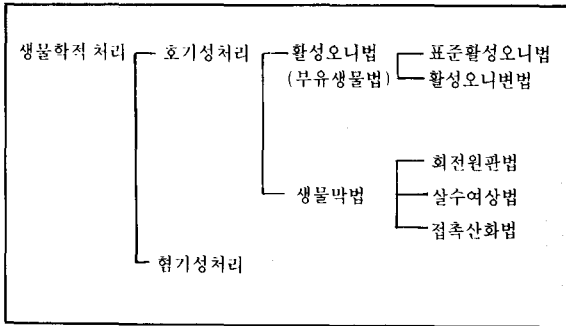 생물학적 처리 호기성처리 활성오니법 표준활성오니법
(부유생물법) 활성오니변법
회전원판법
생물막법 살수여상법
접촉산화법
혐기성처리